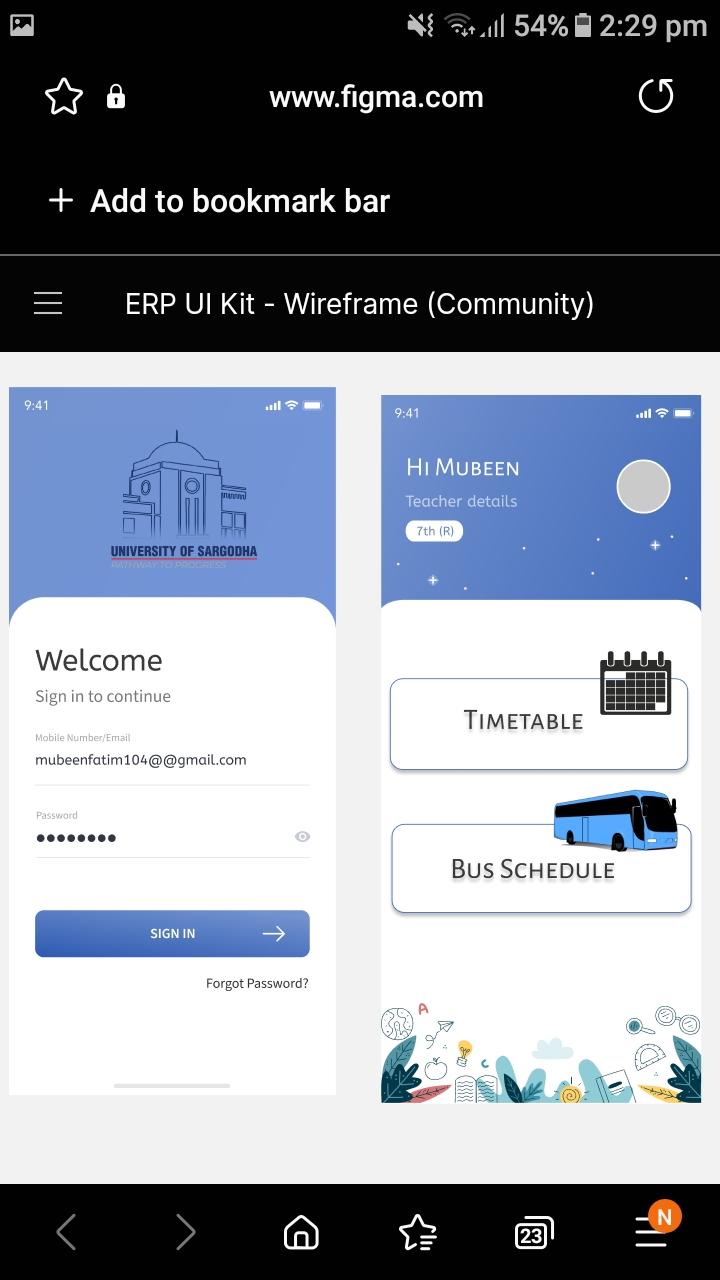 54% 2:29 pm
www.figma.com
+ Add to bookmark bar
ERP UI Kit - Wireframe (Community)
9:41
UNIVERSITY OF SARGODHA
PATHWAY TO PROGRESS
Welcome
Sign in to continue
Mobile Number/Email
mubeenfatim104@@gmail.com
Password
SIGN IN
Forgot Password?
9:41
Hi Mubeen
Teacher details
7th (R)
Timetable
Bus Schedule
A
C
23
N